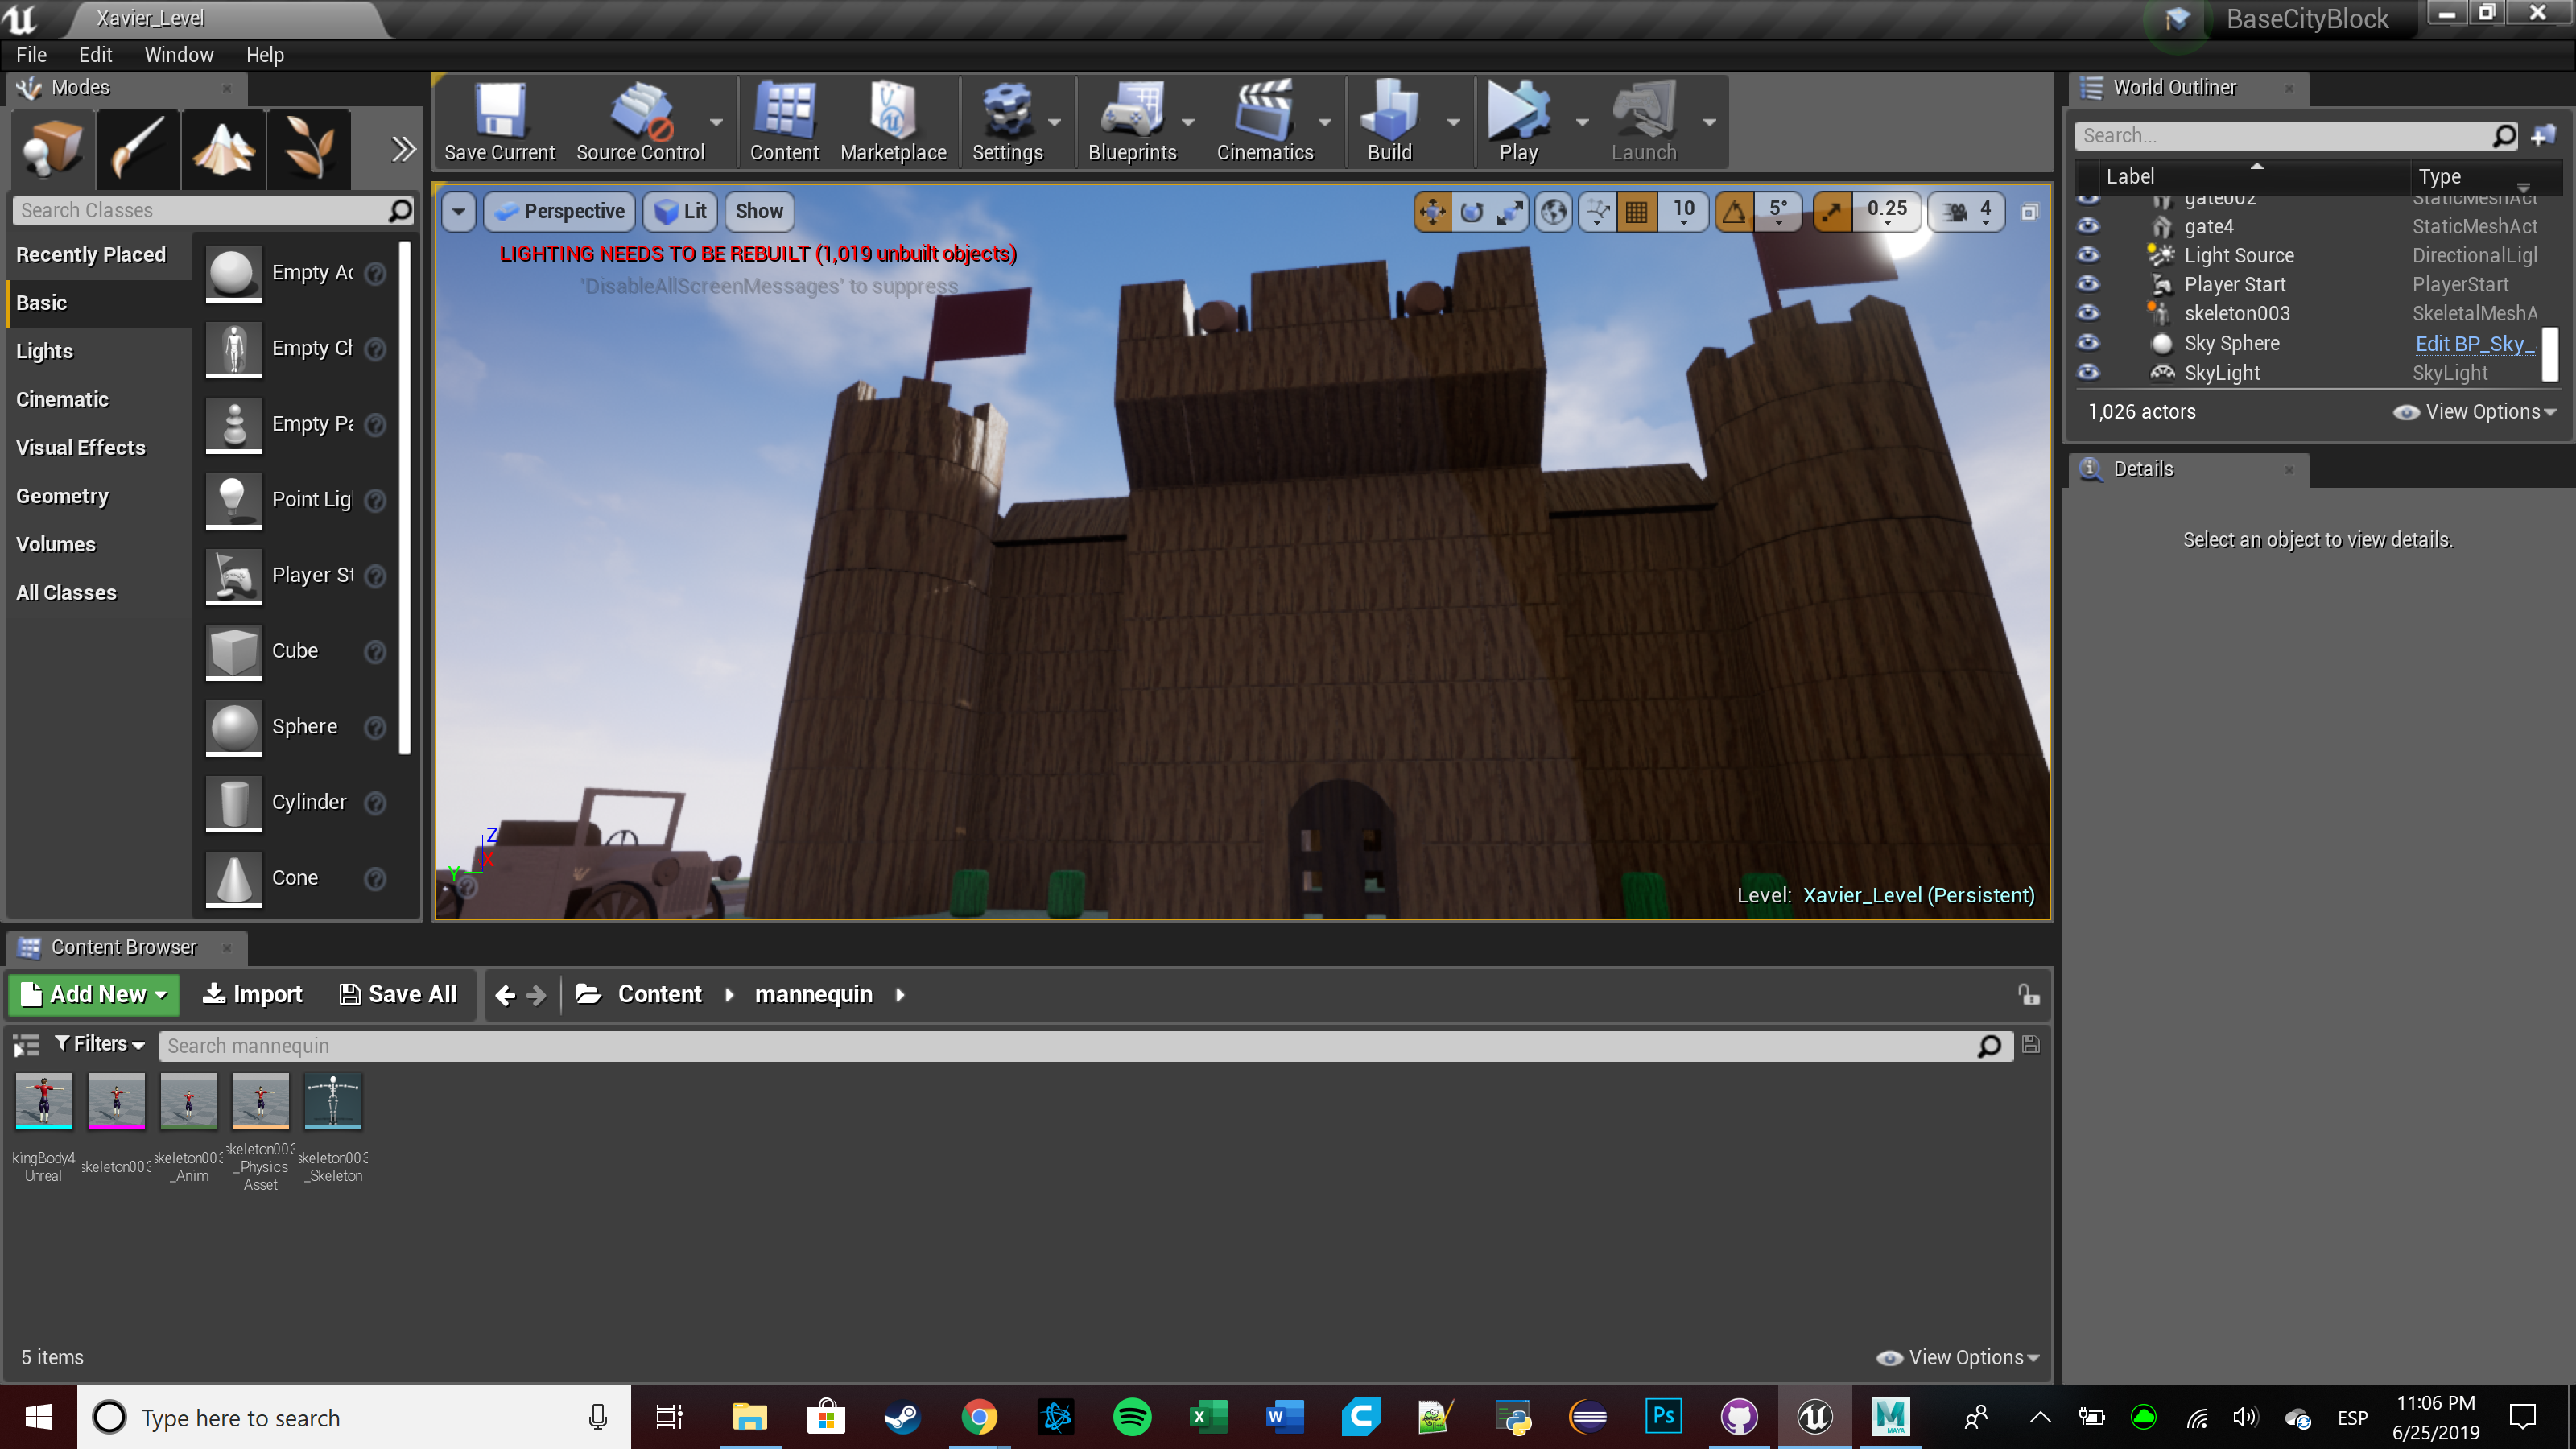 Xavier_Level
BaseCityBlock
File Edit Window Help
Modes
Save Current Source Control Content Marketplace Settings Blueprints Cinematics Build Play Launch
Search Classes
Recently Placed
Basic
Lights
Cinematic
Visual Effects
Geometry
Volumes
All Classes
Empty Ac
Empty Ch
Empty Pa
Point Lig
Player St
Cube
Sphere
Cylinder
Cone
Perspective Lit Show
10 5° 0.25 4
LIGHTING NEEDS TO BE REBUILT (1,019 unbuilt objects)
'DisableAllScreenMessages' to suppress
Z
X
Y
Level: Xavier_Level (Persistent)
World Outliner
Search...
Label Type
gate002 StaticMeshAct
gate4 StaticMeshAct
Light Source DirectionalLigh
Player Start PlayerStart
skeleton003 SkeletalMeshA
Sky Sphere Edit BP_Sky_S
SkyLight SkyLight
1,026 actors View Options
Details
Select an object to view details.
Content Browser
Add New Import Save All Content mannequin
Filters Search mannequin
kingBody4
Unreal
skeleton003
skeleton003
_Anim
skeleton003
_Physics
Asset
skeleton003
_Skeleton
5 items View Options
Type here to search
Ps
MAYA
ESP
11:06 PM
6/25/2019